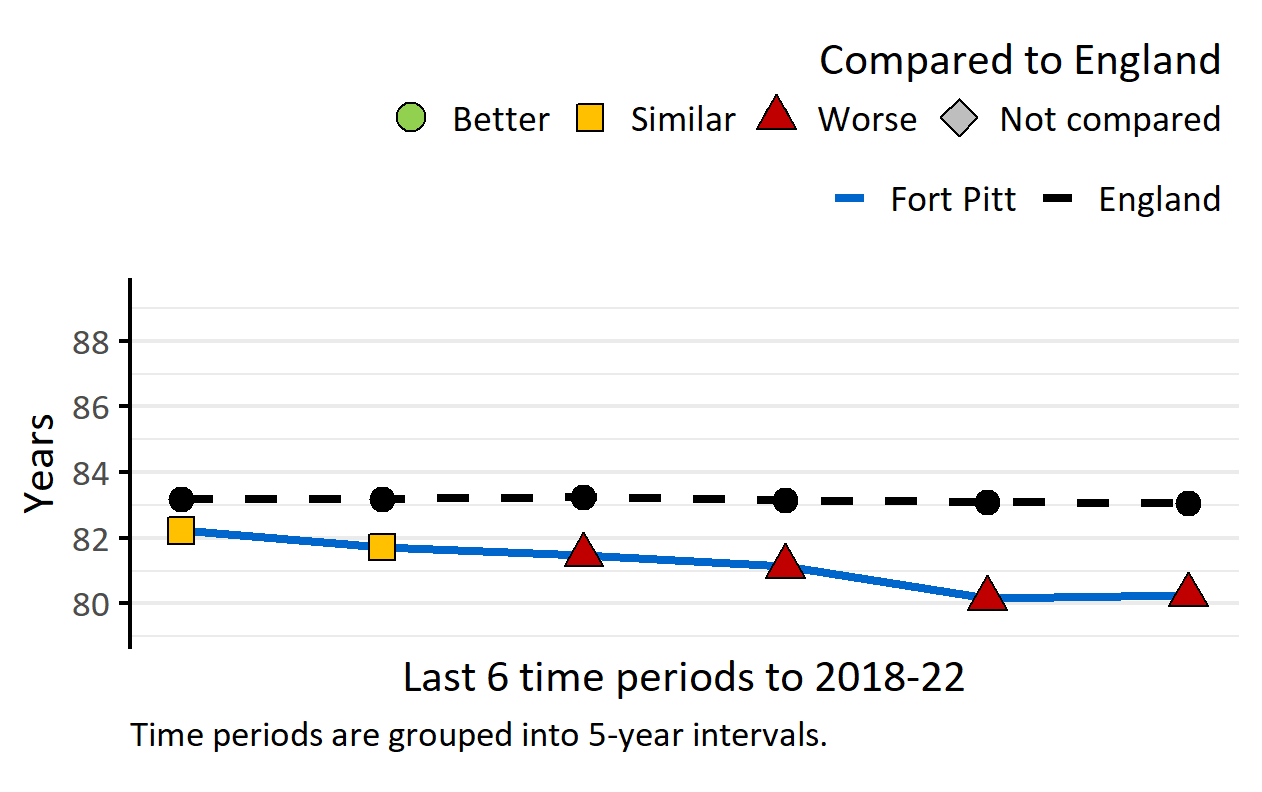 Compared to England
Better Similar Worse Not compared
Fort Pitt England
88
86
84
82
80
Years
Last 6 time periods to 2018-22
Time periods are grouped into 5-year intervals.